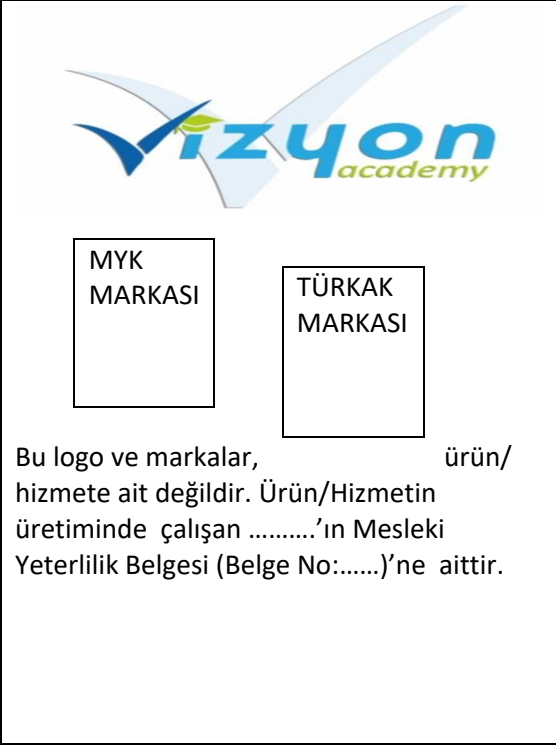 Vizyon
academy
MYK
MARKASI
TÜRKAK
MARKASI
Bu logo ve markalar, ürün/
hizmete ait değildir. Ürün/Hizmetin
üretiminde çalışan ……….’ın Mesleki
Yeterlilik Belgesi (Belge No:……)’ne aittir.